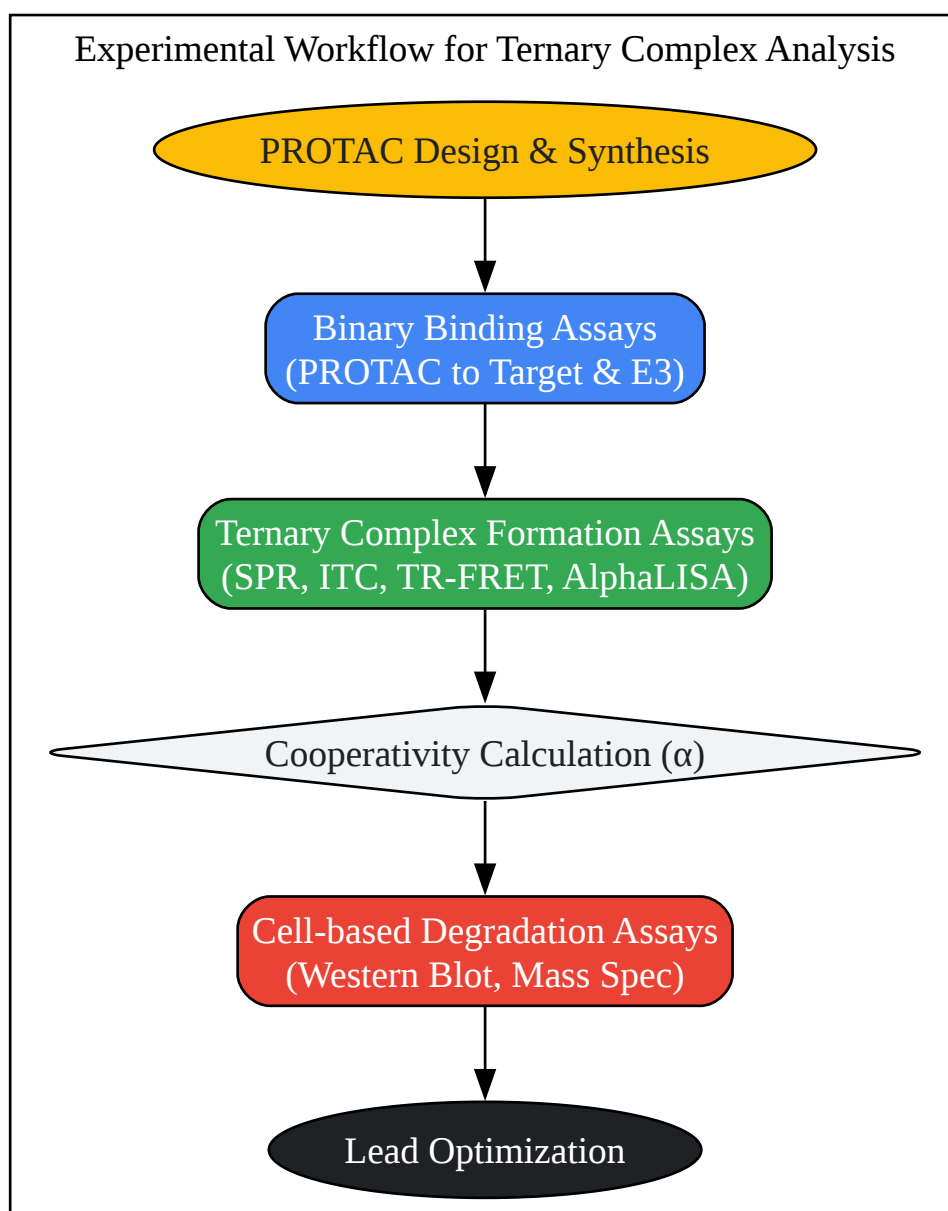 Experimental Workflow for Ternary Complex Analysis
PROTAC Design & Synthesis
Binary Binding Assays
(PROTAC to Target & E3)
Ternary Complex Formation Assays
(SPR, ITC, TR-FRET, AlphaLISA)
Cooperativity Calculation (α)
Cell-based Degradation Assays
(Western Blot, Mass Spec)
Lead Optimization